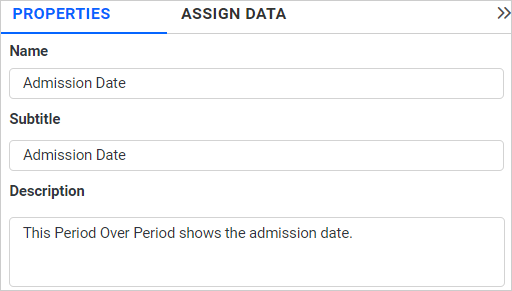 PROPERTIES ASSIGN DATA
Name
Admission Date
Subtitle
Admission Date
Description
This Period Over Period shows the admission date.